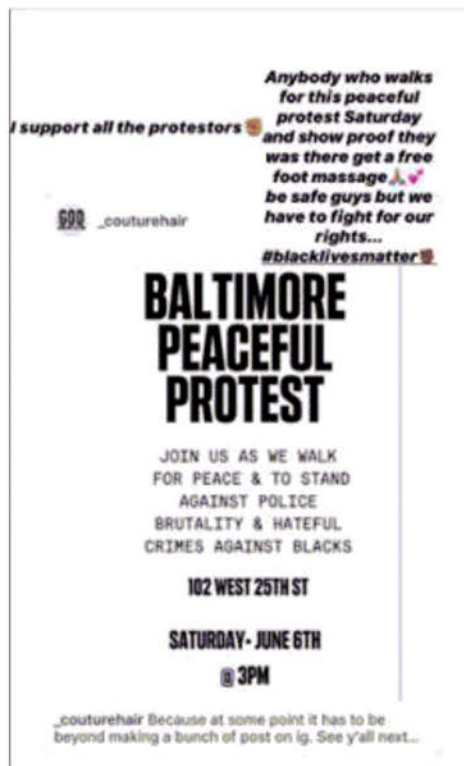 Anybody who walks
for this peaceful
protest Saturday
I support all the protestors✊🏽
and show proof they
was there get a free
foot massage🙏🏽💕
be safe guys but we
have to fight for our
rights...
#blacklivesmatter✊🏿
GOD _couturehair
BALTIMORE
PEACEFUL
PROTEST
JOIN US AS WE WALK
FOR PEACE & TO STAND
AGAINST POLICE
BRUTALITY & HATEFUL
CRIMES AGAINST BLACKS
102 WEST 25TH ST
SATURDAY- JUNE 6TH
@ 3PM
_couturehair Because at some point it has to be
beyond making a bunch of post on ig. See y'all next...